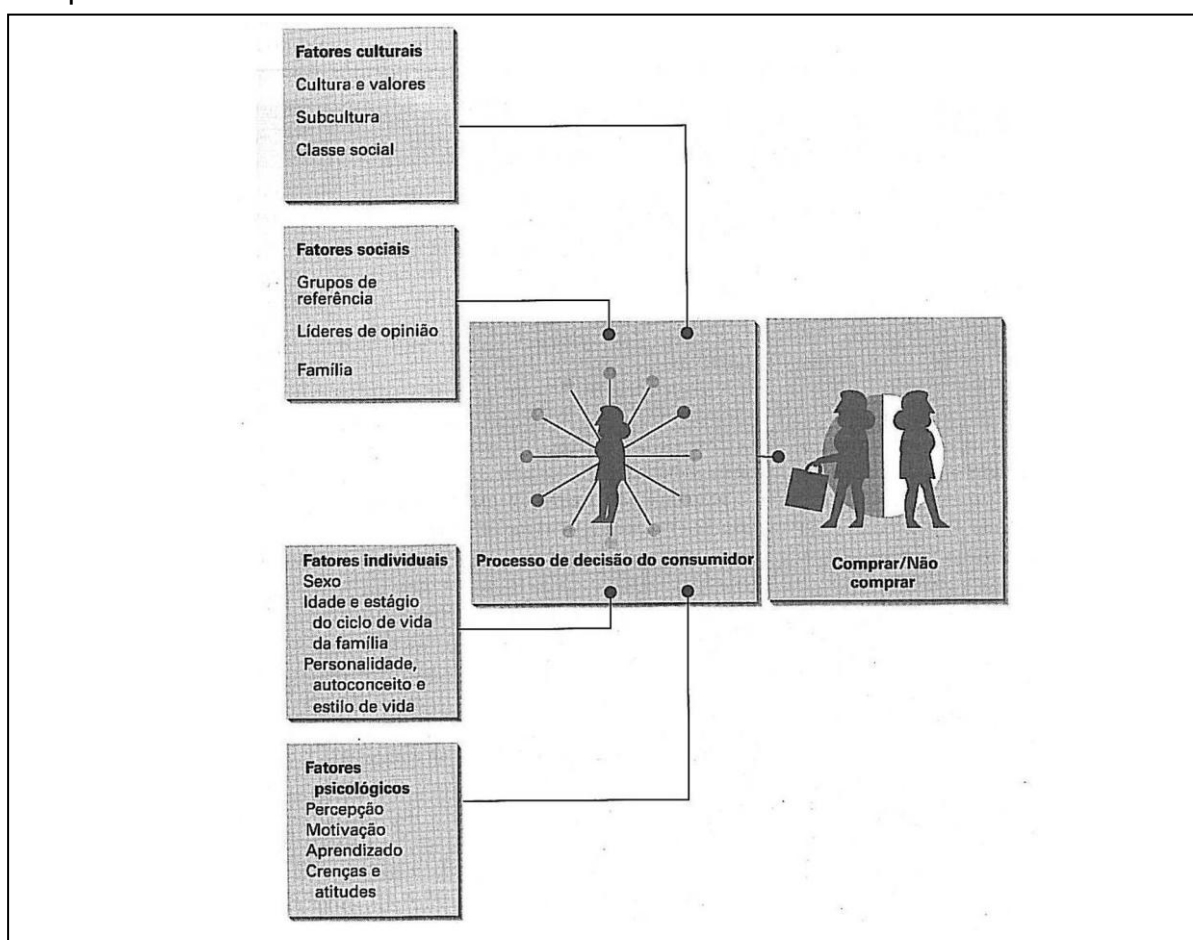 Fatores culturais
Cultura e valores
Subcultura
Classe social
Fatores sociais
Grupos de
referência
Líderes de opinião
Família
Processo de decisão do consumidor
Comprar/Não
comprar
Fatores individuais
Sexo
Idade e estágio
do ciclo de vida
da família
Personalidade,
autoconceito e
estilo de vida
Fatores
psicológicos
Percepção
Motivação
Aprendizado
Crenças e
atitudes